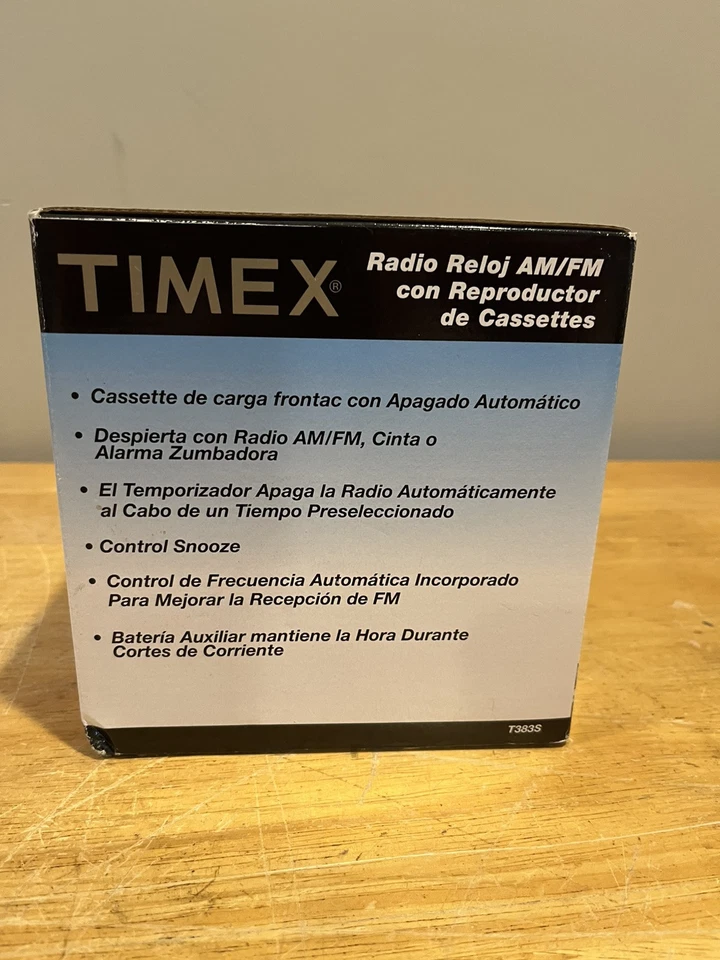 TIMEX®
Radio Reloj AM/FM
con Reproductor
de Cassettes
• Cassette de carga frontac con Apagado Automático
• Despierta con Radio AM/FM, Cinta o
Alarma Zumbadora
• El Temporizador Apaga la Radio Automáticamente
al Cabo de un Tiempo Preseleccionado
• Control Snooze
• Control de Frecuencia Automática Incorporado
Para Mejorar la Recepción de FM
• Batería Auxiliar mantiene la Hora Durante
Cortes de Corriente
T383S